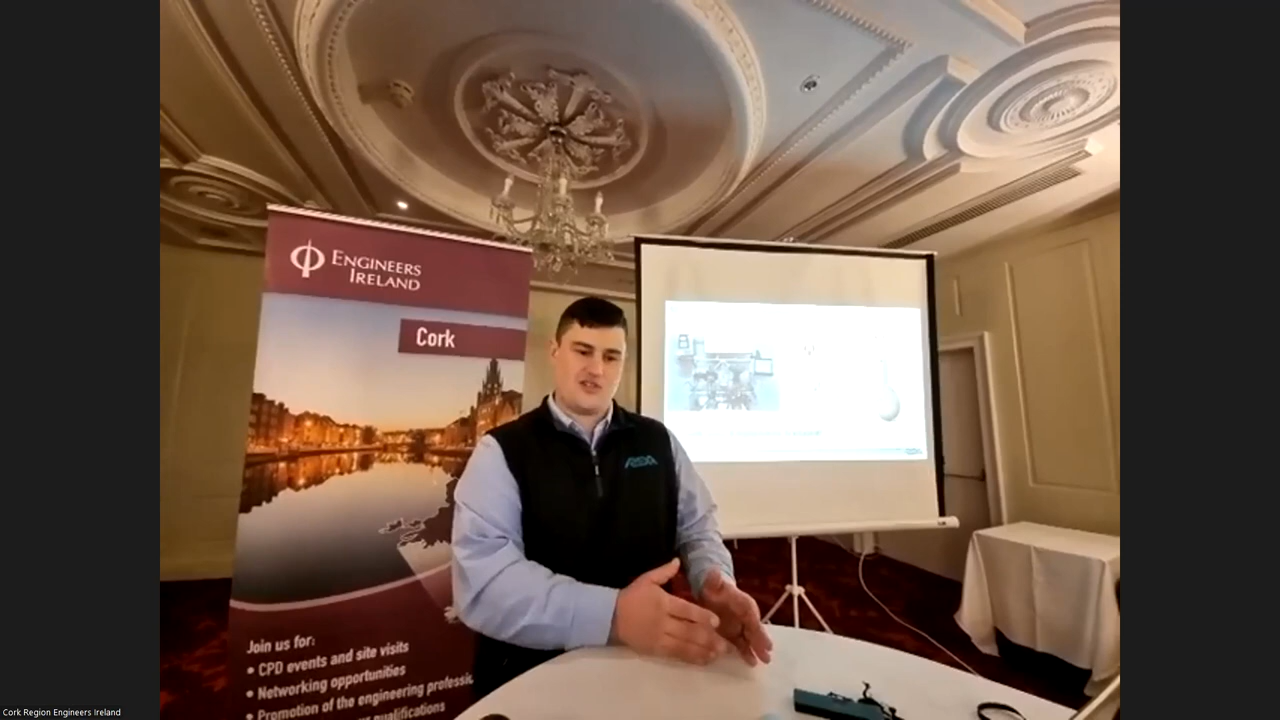 ENGINEERS
IRELAND
Cork
Join us for:
• CPD events and site visits
• Networking opportunities
• Promotion of the engineering
qualifications
Cork Region Engineers Ireland